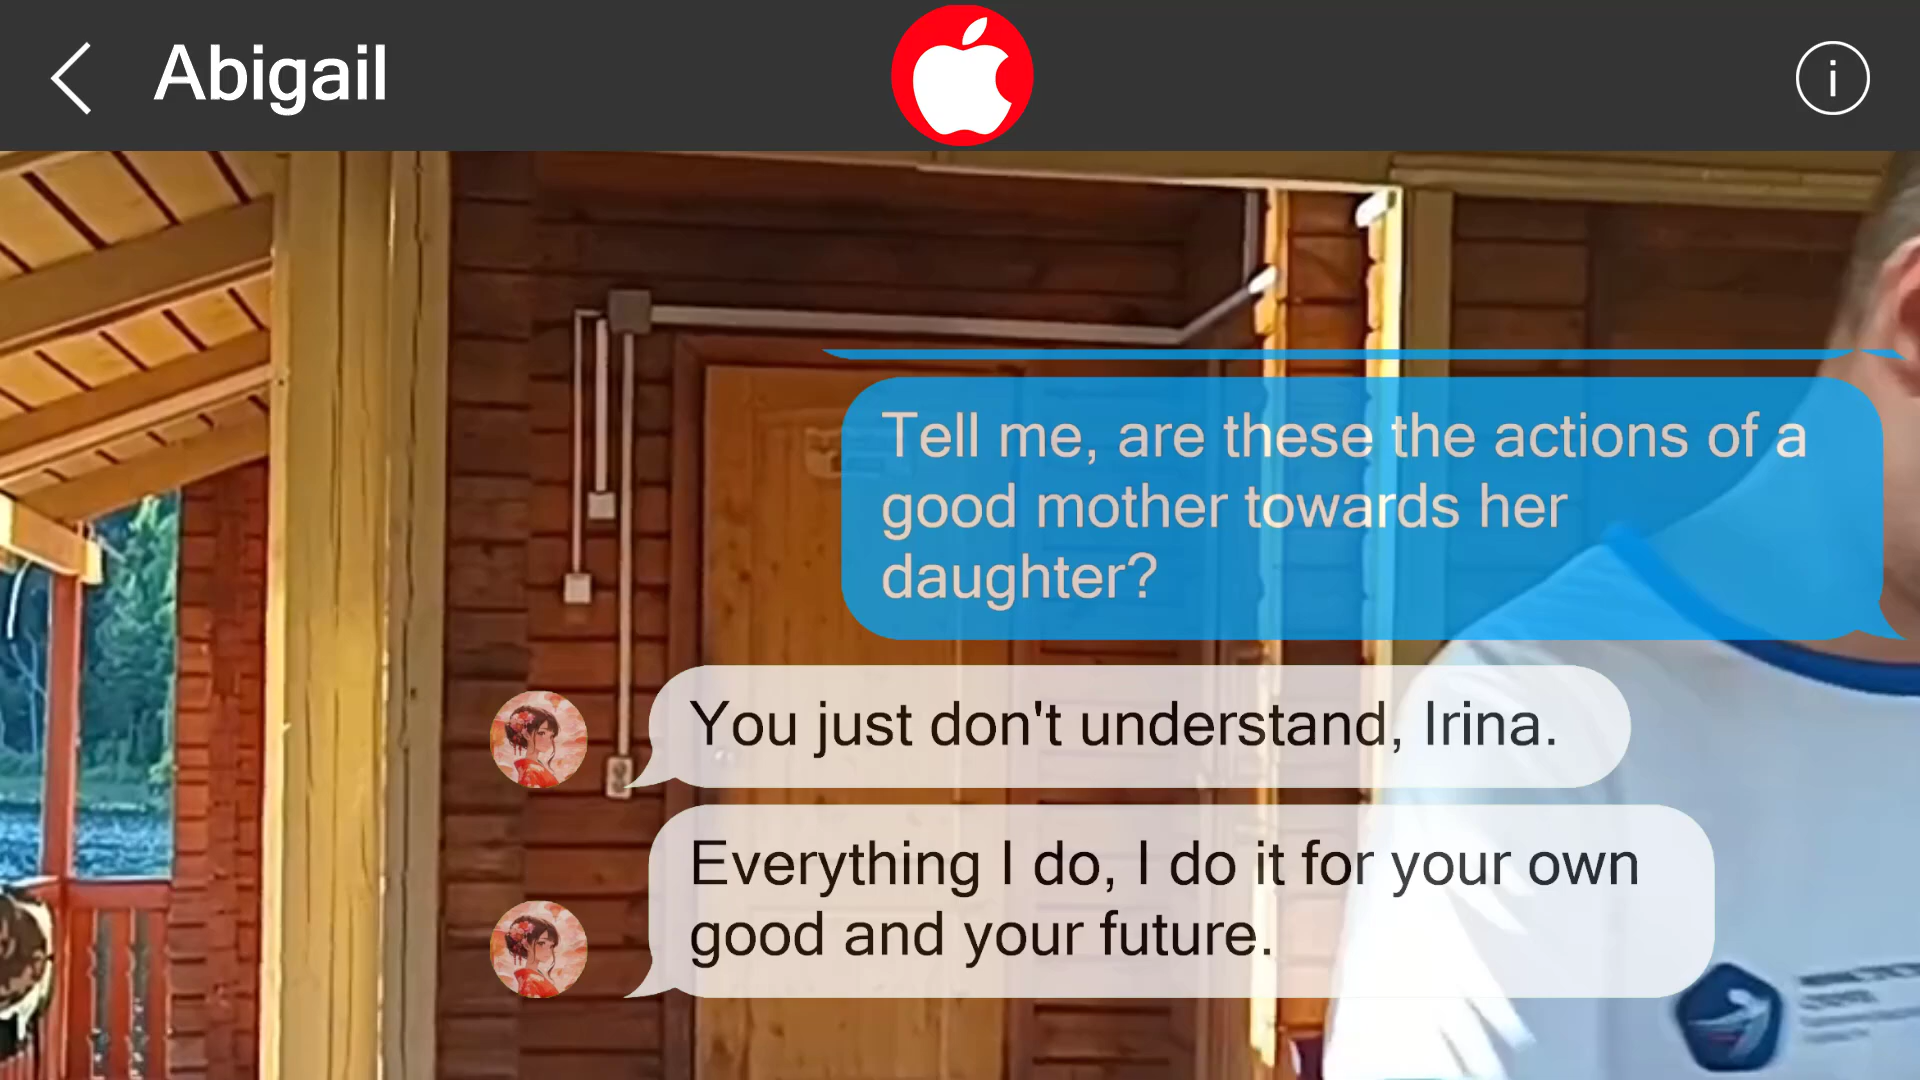 Abigail
i
Tell me, are these the actions of a
good mother towards her
daughter?
You just don't understand, Irina.
Everything I do, I do it for your own
good and your future.